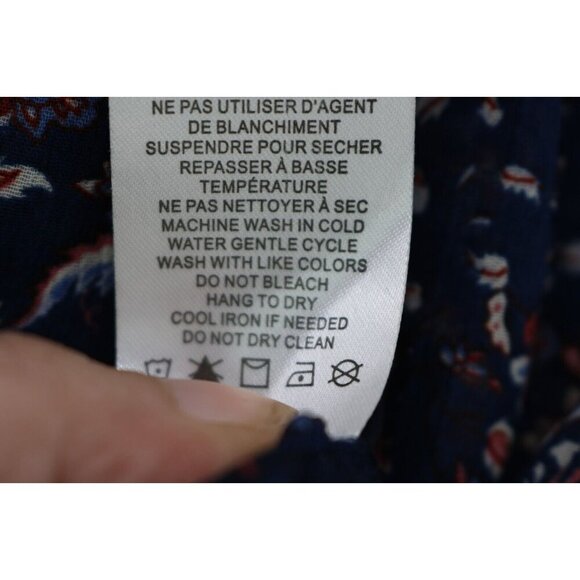 NE PAS UTILISER D'AGENT
DE BLANCHIMENT
SUSPENDRE POUR SECHER
REPASSER À BASSE
TEMPÉRATURE
NE PAS NETTOYER À SEC
MACHINE WASH IN COLD
WATER GENTLE CYCLE
WASH WITH LIKE COLORS
DO NOT BLEACH
HANG TO DRY
COOL IRON IF NEEDED
DO NOT DRY CLEAN